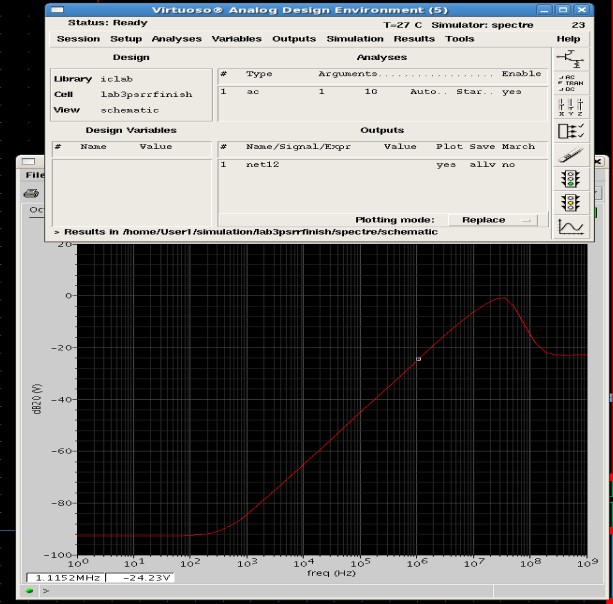 Virtuoso® Analog Design Environment (5)
Status: Ready
T=27 C Simulator: spectre 23
Session Setup Analyses Variables Outputs Simulation Results Tools Help
Design
Analyses
Library iclab
Cell lab3psrrfinish
View schematic
# Type Arguments..................... Enable
1 ac 1 1G Auto.. Star.. yes
AC
TRAN
DC
X Y Z
Design Variables
Outputs
# Name Value
# Name/Signal/Expr Value Plot Save March
1 net12 yes allv no
File
Oc
Plotting mode: Replace
> Results in /home/User1/simulation/lab3psrrfinish/spectre/schematic
20
0
-20
-40
-60
-80
-100
dB20 (V)
10^0 10^1 10^2 10^3 10^4 10^5 10^6 10^7 10^8 10^9
freq (Hz)
1.1152MHz -24.23V
>